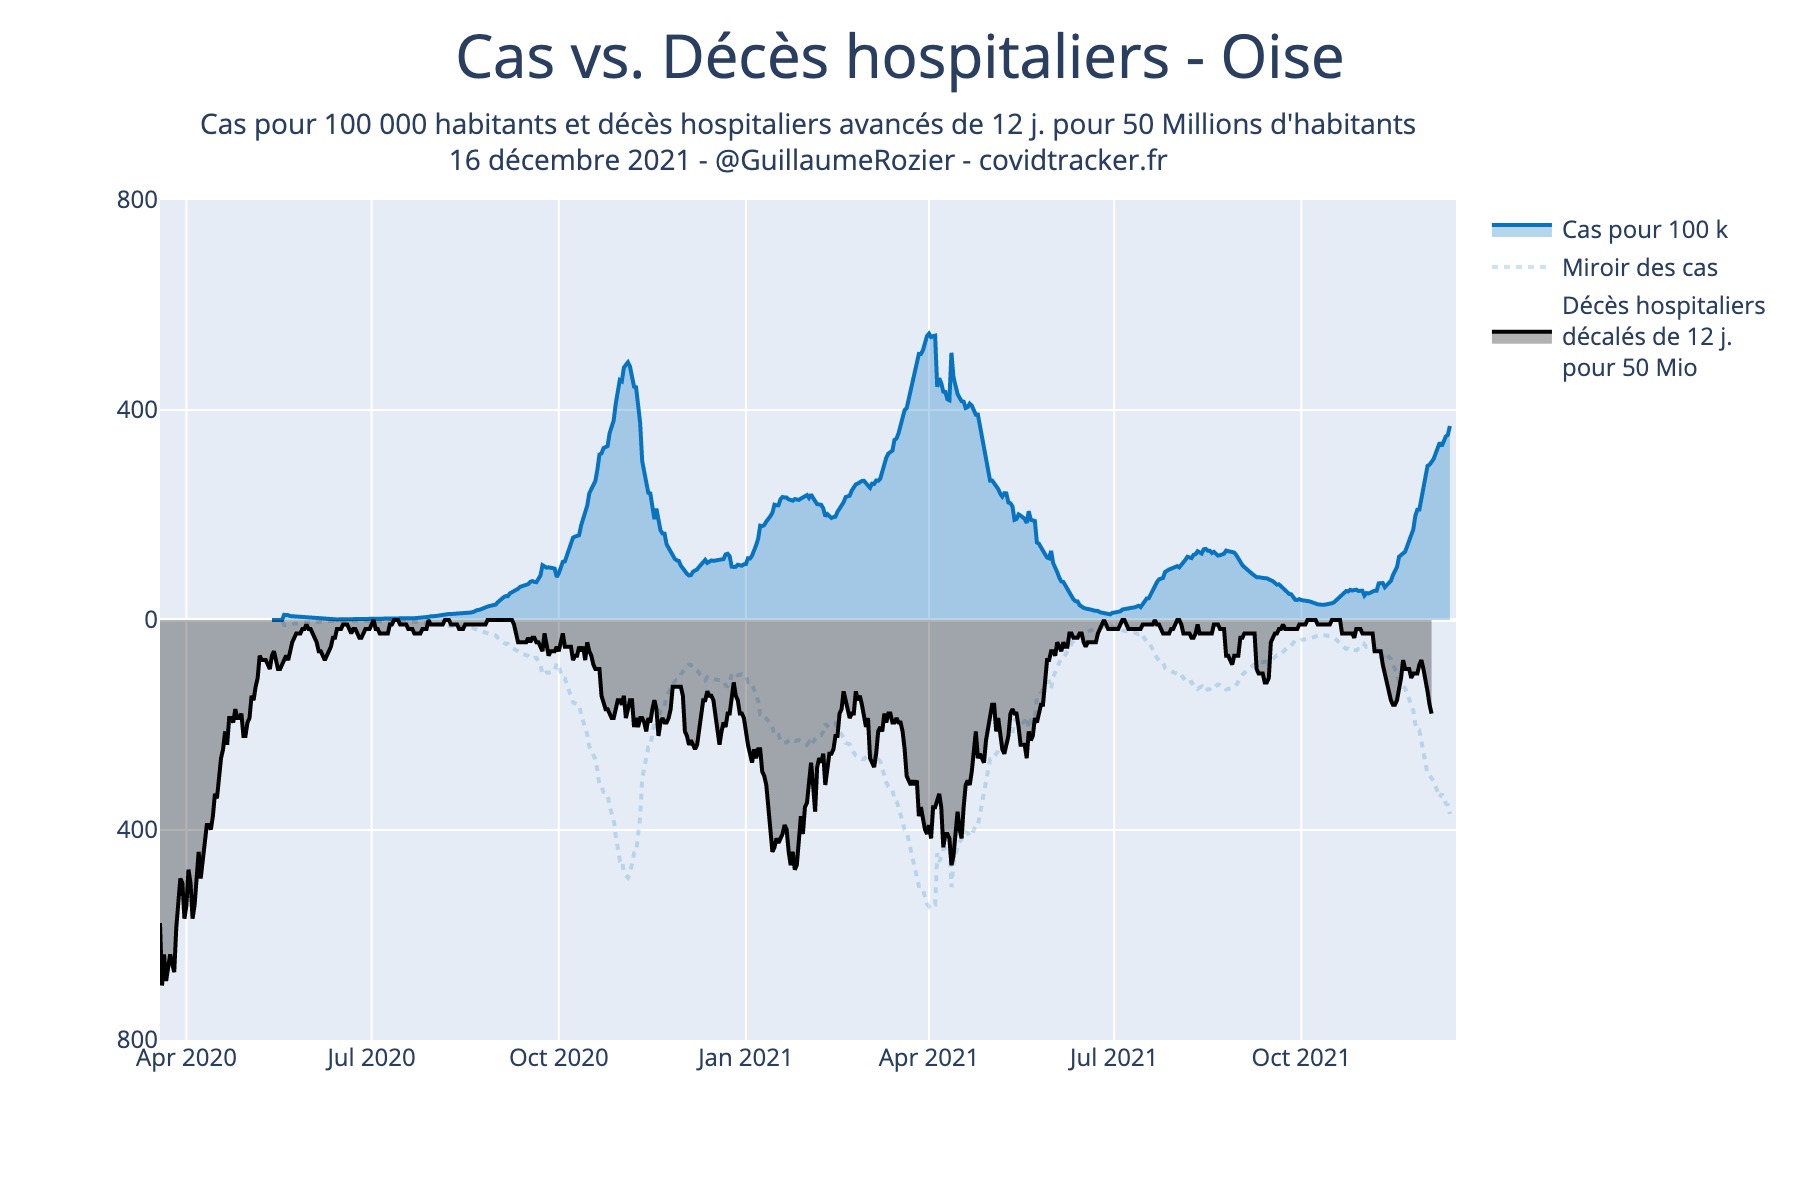 Cas vs. Décès hospitaliers - Oise
Cas pour 100 000 habitants et décès hospitaliers avancés de 12 j. pour 50 Millions d'habitants
16 décembre 2021 - @GuillaumeRozier - covidtracker.fr
800
400
0
400
800
Apr 2020
Jul 2020
Oct 2020
Jan 2021
Apr 2021
Jul 2021
Oct 2021
Cas pour 100 k
Miroir des cas
Décès hospitaliers
décalés de 12 j.
pour 50 Mio